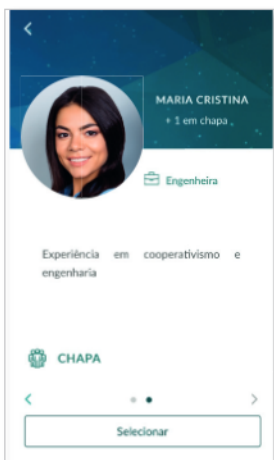 MARIA CRISTINA
+ 1 em chapa
Engenheira
Experiência em cooperativismo e
engenharia
CHAPA
Selecionar